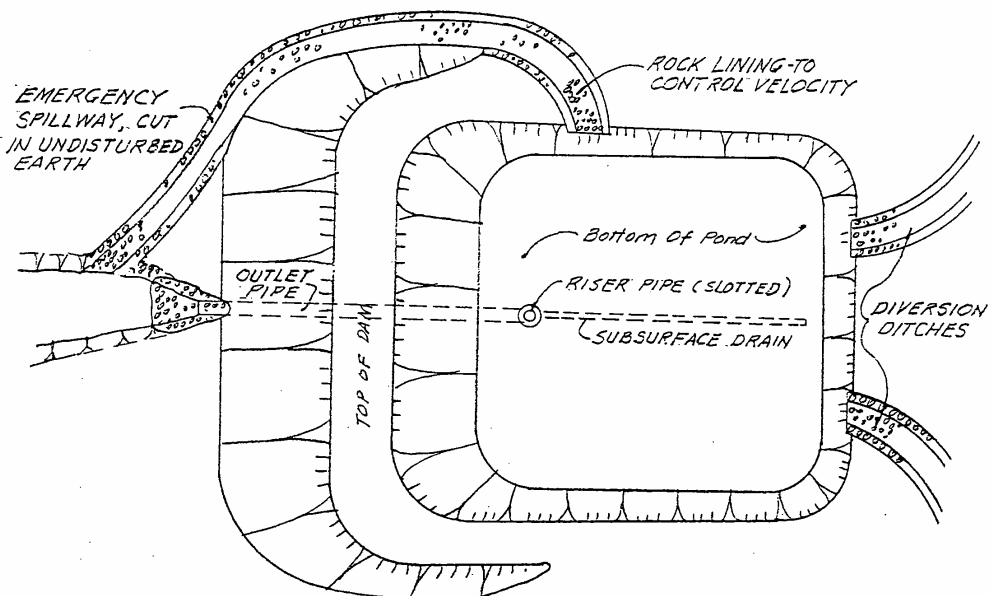 ROCK LINING-TO
CONTROL VELOCITY
EMERGENCY
SPILLWAY, CUT
IN UNDISTURBED
EARTH
Bottom Of Pond
OUTLET
PIPE
RISER PIPE (SLOTTED)
SUBSURFACE DRAIN
DIVERSION
DITCHES
TOP OF DAM